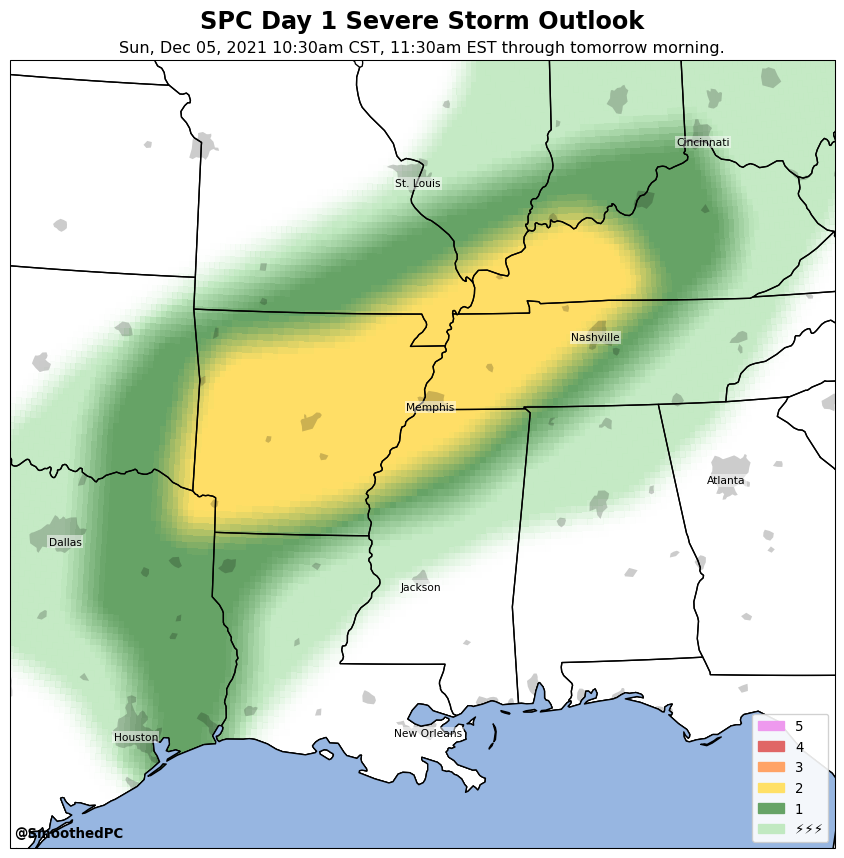 SPC Day 1 Severe Storm Outlook
Sun, Dec 05, 2021 10:30am CST, 11:30am EST through tomorrow morning.
Cincinnati
St. Louis
Nashville
Memphis
Atlanta
Dallas
Jackson
New Orleans
Houston
5
4
3
2
1
⚡⚡⚡
@SmoothedPC